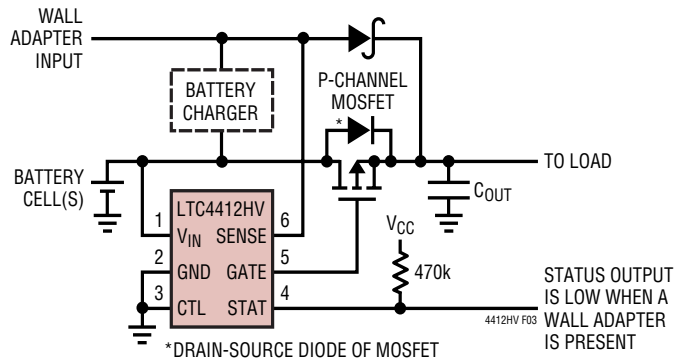 WALL
ADAPTER
INPUT
BATTERY
CHARGER
P-CHANNEL
MOSFET
*
BATTERY
CELL(S)
TO LOAD
COUT
LTC4412HV
1
VIN
SENSE
6
2
GND
GATE
5
3
CTL
STAT
4
VCC
470k
STATUS OUTPUT
IS LOW WHEN A
WALL ADAPTER
IS PRESENT
4412HV F03
*DRAIN-SOURCE DIODE OF MOSFET